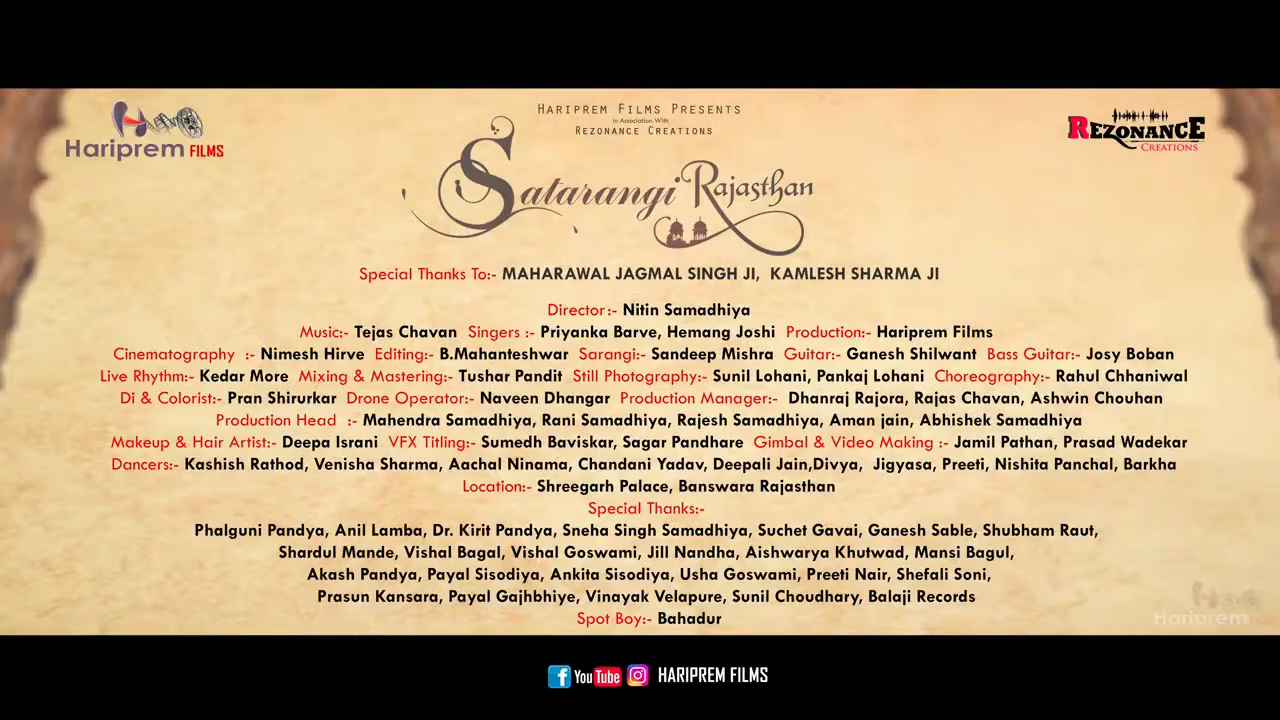 Hariprem FILMS
HARIPREM FILMS PRESENTS
in Association With
REZONANCE CREATIONS
REZONANCE
CREATIONS
Satarangi Rajasthan
Special Thanks To:- MAHARAWAL JAGMAL SINGH JI,  KAMLESH SHARMA JI
Director:- Nitin Samadhiya
Music:- Tejas Chavan  Singers :- Priyanka Barve, Hemang Joshi  Production:- Hariprem Films
Cinematography  :- Nimesh Hirve  Editing:- B.Mahanteshwar  Sarangi:- Sandeep Mishra  Guitar:- Ganesh Shilwant  Bass Guitar:- Josy Boban
Live Rhythm:- Kedar More  Mixing & Mastering:- Tushar Pandit  Still Photography:- Sunil Lohani, Pankaj Lohani  Choreography:- Rahul Chhaniwal
Di & Colorist:- Pran Shirurkar  Drone Operator:- Naveen Dhangar  Production Manager:-  Dhanraj Rajora, Rajas Chavan, Ashwin Chouhan
Production Head  :- Mahendra Samadhiya, Rani Samadhiya, Rajesh Samadhiya, Aman jain, Abhishek Samadhiya
Makeup & Hair Artist:- Deepa Israni  VFX Titling:- Sumedh Baviskar, Sagar Pandhare  Gimbal & Video Making :- Jamil Pathan, Prasad Wadekar
Dancers:- Kashish Rathod, Venisha Sharma, Aachal Ninama, Chandani Yadav, Deepali Jain,Divya,  Jigyasa, Preeti, Nishita Panchal, Barkha
Location:- Shreegarh Palace, Banswara Rajasthan
Special Thanks:-
Phalguni Pandya, Anil Lamba, Dr. Kirit Pandya, Sneha Singh Samadhiya, Suchet Gavai, Ganesh Sable, Shubham Raut,
Shardul Mande, Vishal Bagal, Vishal Goswami, Jill Nandha, Aishwarya Khutwad, Mansi Bagul,
Akash Pandya, Payal Sisodiya, Ankita Sisodiya, Usha Goswami, Preeti Nair, Shefali Soni,
Prasun Kansara, Payal Gajhbhiye, Vinayak Velapure, Sunil Choudhary, Balaji Records
Spot Boy:- Bahadur
Hariprem
f YouTube HARIPREM FILMS